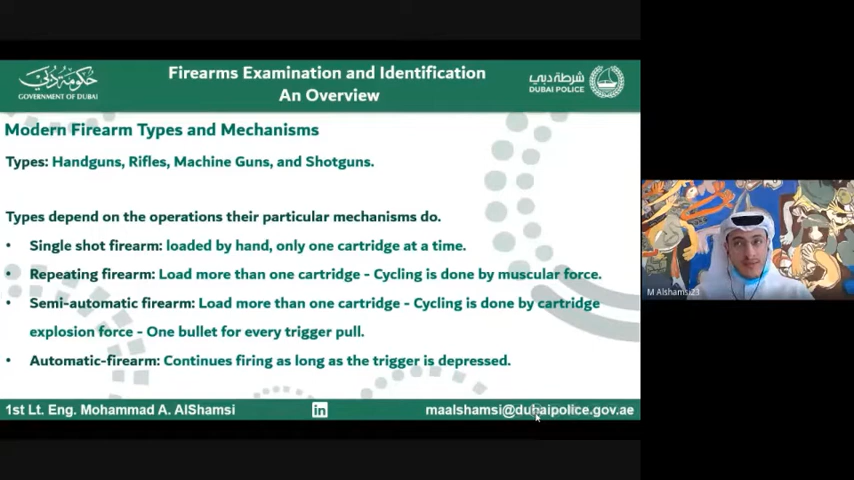 حكومة دبي
GOVERNMENT OF DUBAI
Firearms Examination and Identification
An Overview
شرطة دبي
DUBAI POLICE
Modern Firearm Types and Mechanisms
Types: Handguns, Rifles, Machine Guns, and Shotguns.
Types depend on the operations their particular mechanisms do.
• Single shot firearm: loaded by hand, only one cartridge at a time.
• Repeating firearm: Load more than one cartridge - Cycling is done by muscular force.
• Semi-automatic firearm: Load more than one cartridge - Cycling is done by cartridge
explosion force - One bullet for every trigger pull.
• Automatic-firearm: Continues firing as long as the trigger is depressed.
1st Lt. Eng. Mohammad A. AlShamsi
in
maalshamsi@dubaipolice.gov.ae
M Alshamsi23